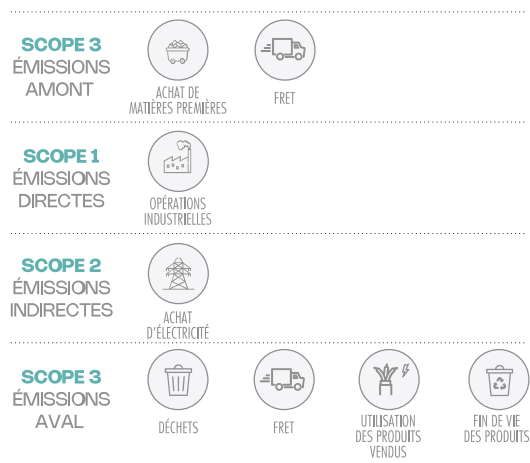 SCOPE 3
ÉMISSIONS
AMONT
ACHAT DE
MATIÈRES PREMIÈRES
FRET
SCOPE 1
ÉMISSIONS
DIRECTES
OPÉRATIONS
INDUSTRIELLES
SCOPE 2
ÉMISSIONS
INDIRECTES
ACHAT
D'ÉLECTRICITÉ
SCOPE 3
ÉMISSIONS
AVAL
DÉCHETS
FRET
UTILISATION
DES PRODUITS
VENDUS
FIN DE VIE
DES PRODUITS